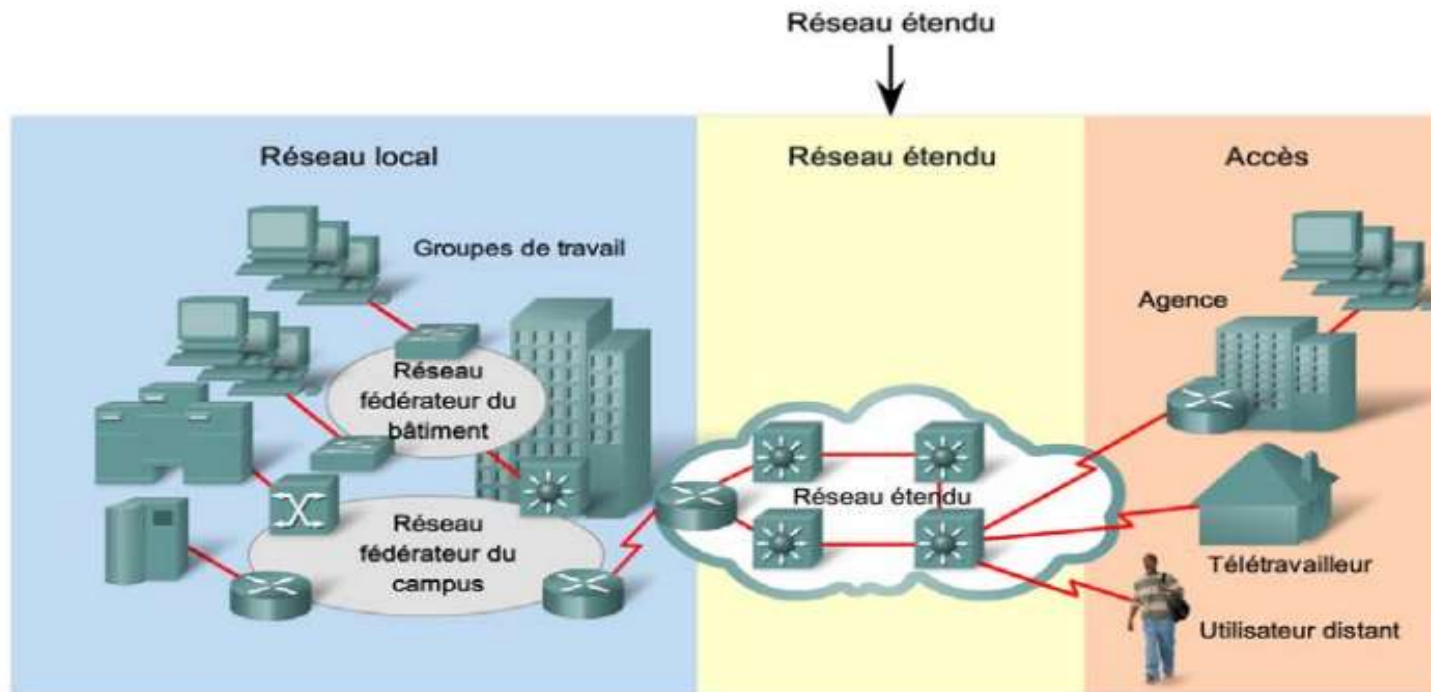 Réseau étendu
Réseau local
Réseau étendu
Accès
Groupes de travail
Agence
Réseau
fédérateur du
bâtiment
Réseau étendu
Réseau
fédérateur du
campus
Télétravailleur
Utilisateur distant